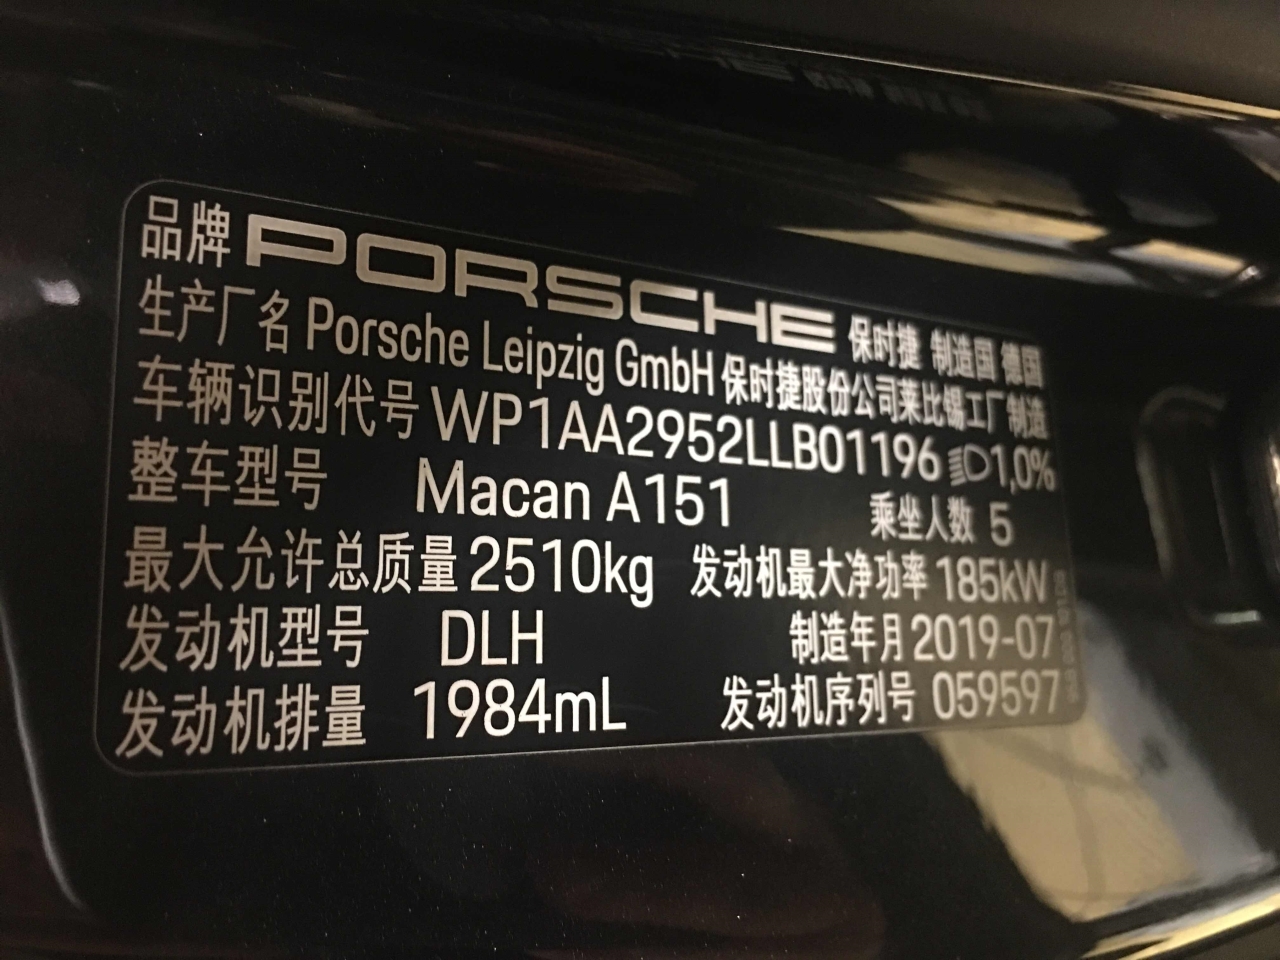 品牌 PORSCHE 保时捷 制造国 德国
生产厂名 Porsche Leipzig GmbH 保时捷股份公司莱比锡工厂制造
车辆识别代号 WP1AA2952LLB01196 1,0%
整车型号 Macan A151 乘坐人数 5
最大允许总质量 2510kg 发动机最大净功率 185kW
发动机型号 DLH 制造年月 2019-07
发动机排量 1984mL 发动机序列号 059597